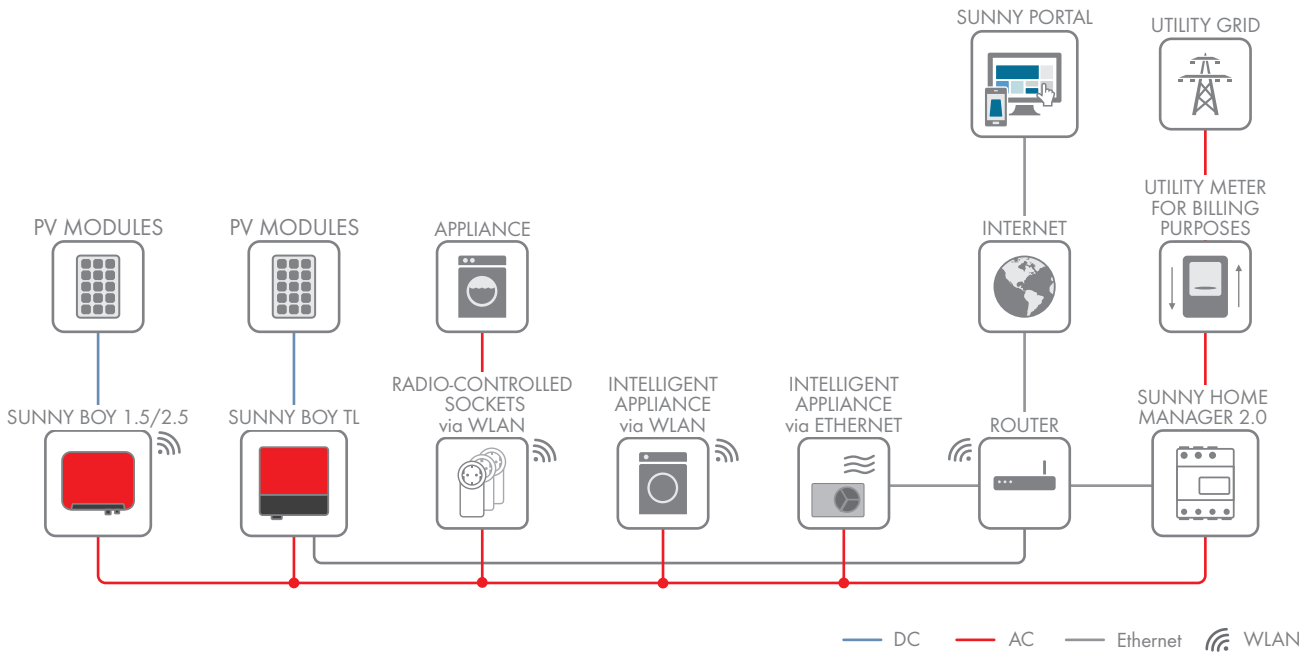 SUNNY PORTAL
UTILITY GRID
UTILITY METER
FOR BILLING
PURPOSES
PV MODULES
PV MODULES
APPLIANCE
INTERNET
RADIO-CONTROLLED
SOCKETS
via WLAN
INTELLIGENT
APPLIANCE
via WLAN
INTELLIGENT
APPLIANCE
via ETHERNET
SUNNY HOME
MANAGER 2.0
SUNNY BOY 1.5/2.5
SUNNY BOY TL
ROUTER
DC
AC
Ethernet
WLAN